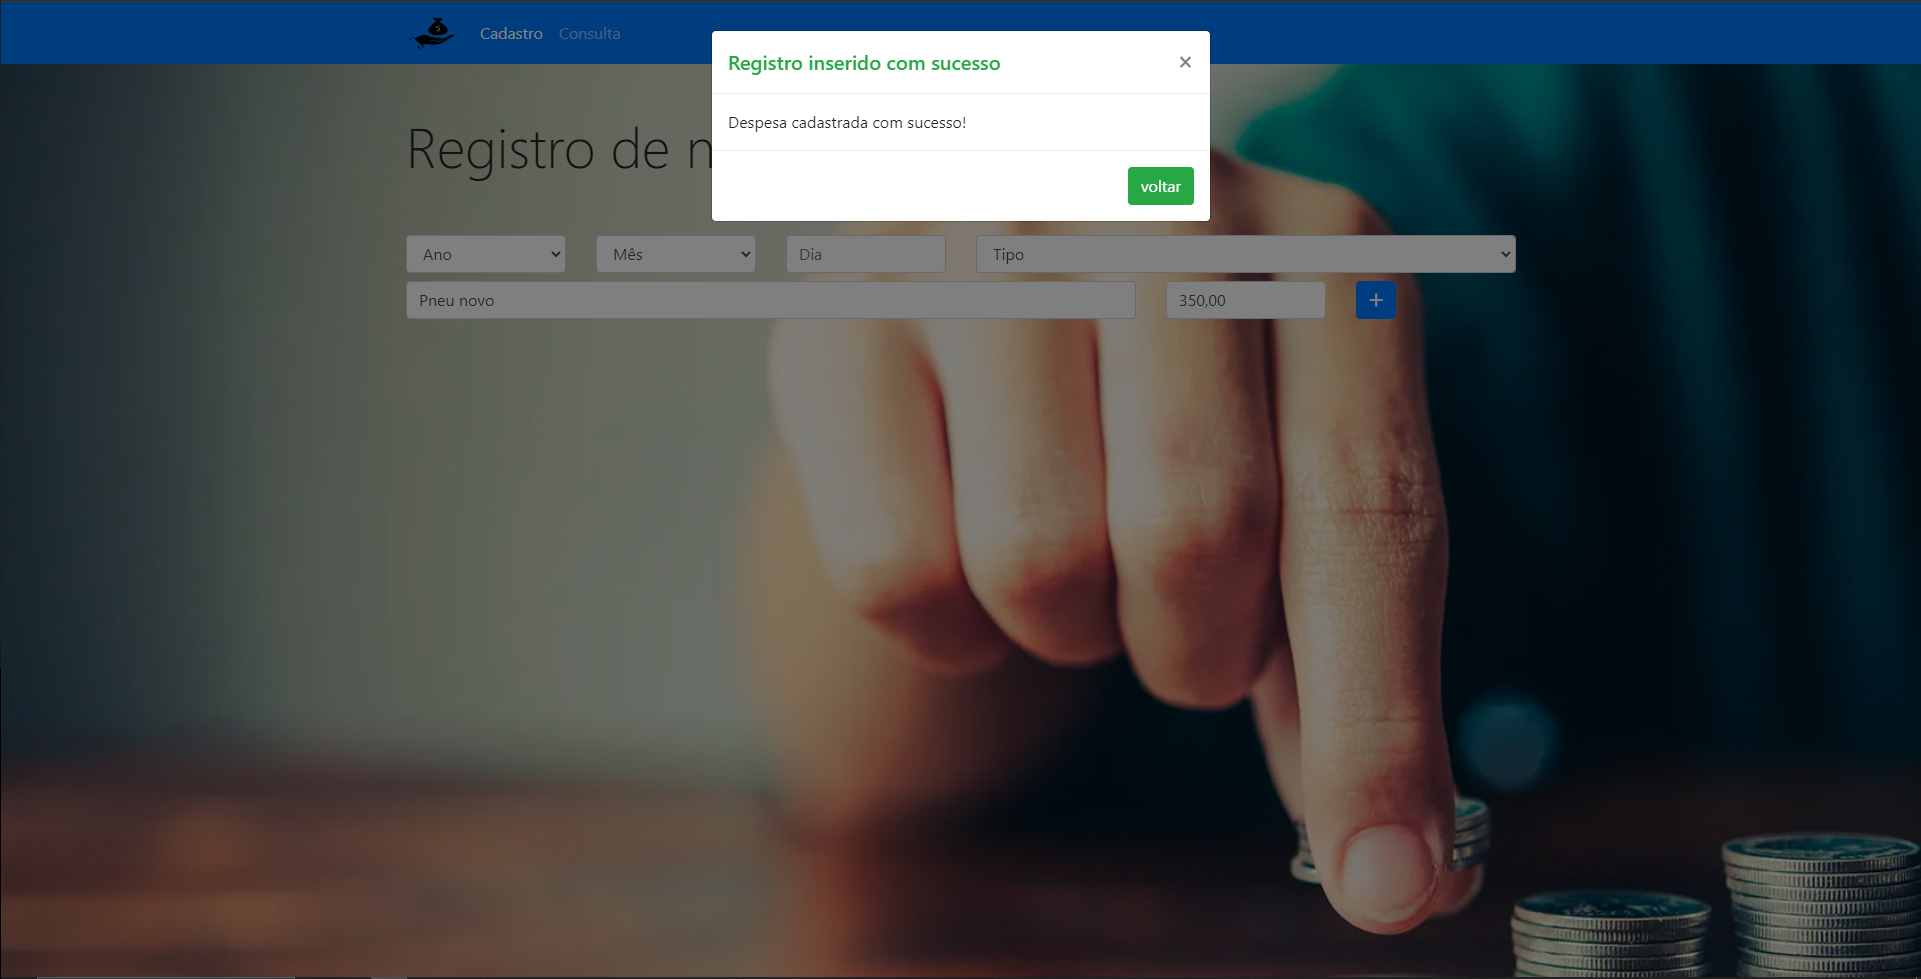 Cadastro Consulta
Registro inserido com sucesso ×
Despesa cadastrada com sucesso!
Registro de n
voltar
Ano Mês Dia Tipo
Pneu novo 350,00 +